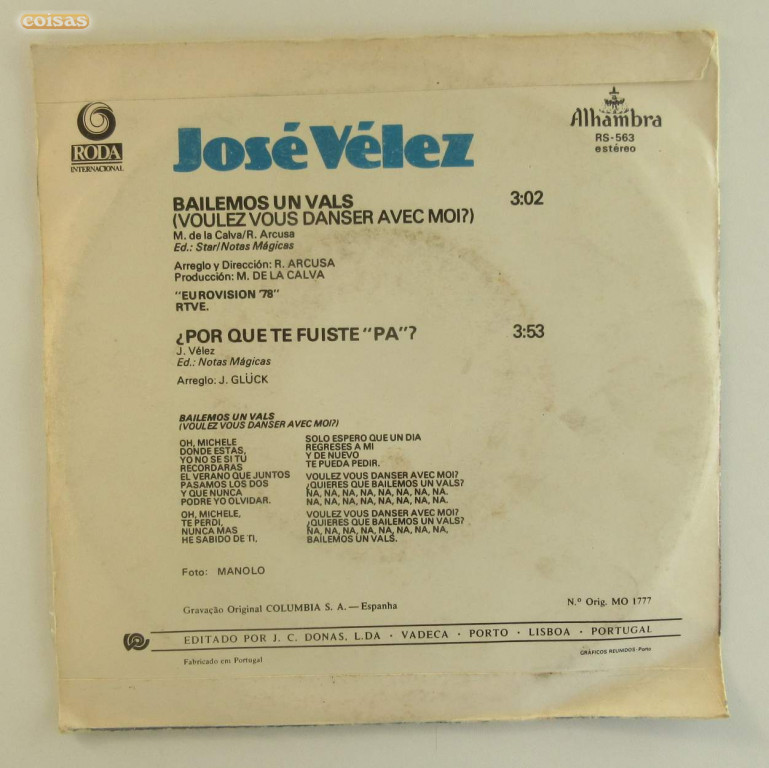 coisas
RODA
INTERNACIONAL
Alhambra
RS-563
estéreo
José Vélez
BAILEMOS UN VALS 3:02
(VOULEZ VOUS DANSER AVEC MOI?)
M. de la Calva/R. Arcusa
Ed.: Star/Notas Mágicas
Arreglo y Dirección: R. ARCUSA
Producción: M. DE LA CALVA
"EUROVISION '78"
RTVE.
¿POR QUE TE FUISTE "PA"? 3:53
J. Vélez
Ed.: Notas Mágicas
Arreglo: J. GLÜCK
BAILEMOS UN VALS
(VOULEZ VOUS DANSER AVEC MOI?)
OH, MICHELE
DONDE ESTAS,
YO NO SE SI TU
RECORDARAS
EL VERANO QUE JUNTOS
PASAMOS LOS DOS
Y QUE NUNCA
PODRE YO OLVIDAR.
OH, MICHELE,
TE PERDI,
NUNCA MAS
HE SABIDO DE TI,
SOLO ESPERO QUE UN DIA
REGRESES A MI
Y DE NUEVO
TE PUEDA PEDIR.
VOULEZ VOUS DANSER AVEC MOI?
¿QUIERES QUE BAILEMOS UN VALS?
NA, NA, NA, NA, NA, NA, NA, NA.
NA, NA, NA, NA, NA, NA, NA, NA.
VOULEZ VOUS DANSER AVEC MOI?
¿QUIERES QUE BAILEMOS UN VALS?
NA, NA, NA, NA, NA, NA, NA, NA,
BAILEMOS UN VALS.
Foto: MANOLO
Gravação Original COLUMBIA S. A. — Espanha N.º Orig. MO 1777
EDITADO POR J. C. DONAS, L.DA · VADECA · PORTO · LISBOA · PORTUGAL
Fabricado em Portugal GRÁFICOS REUNIDOS - Porto